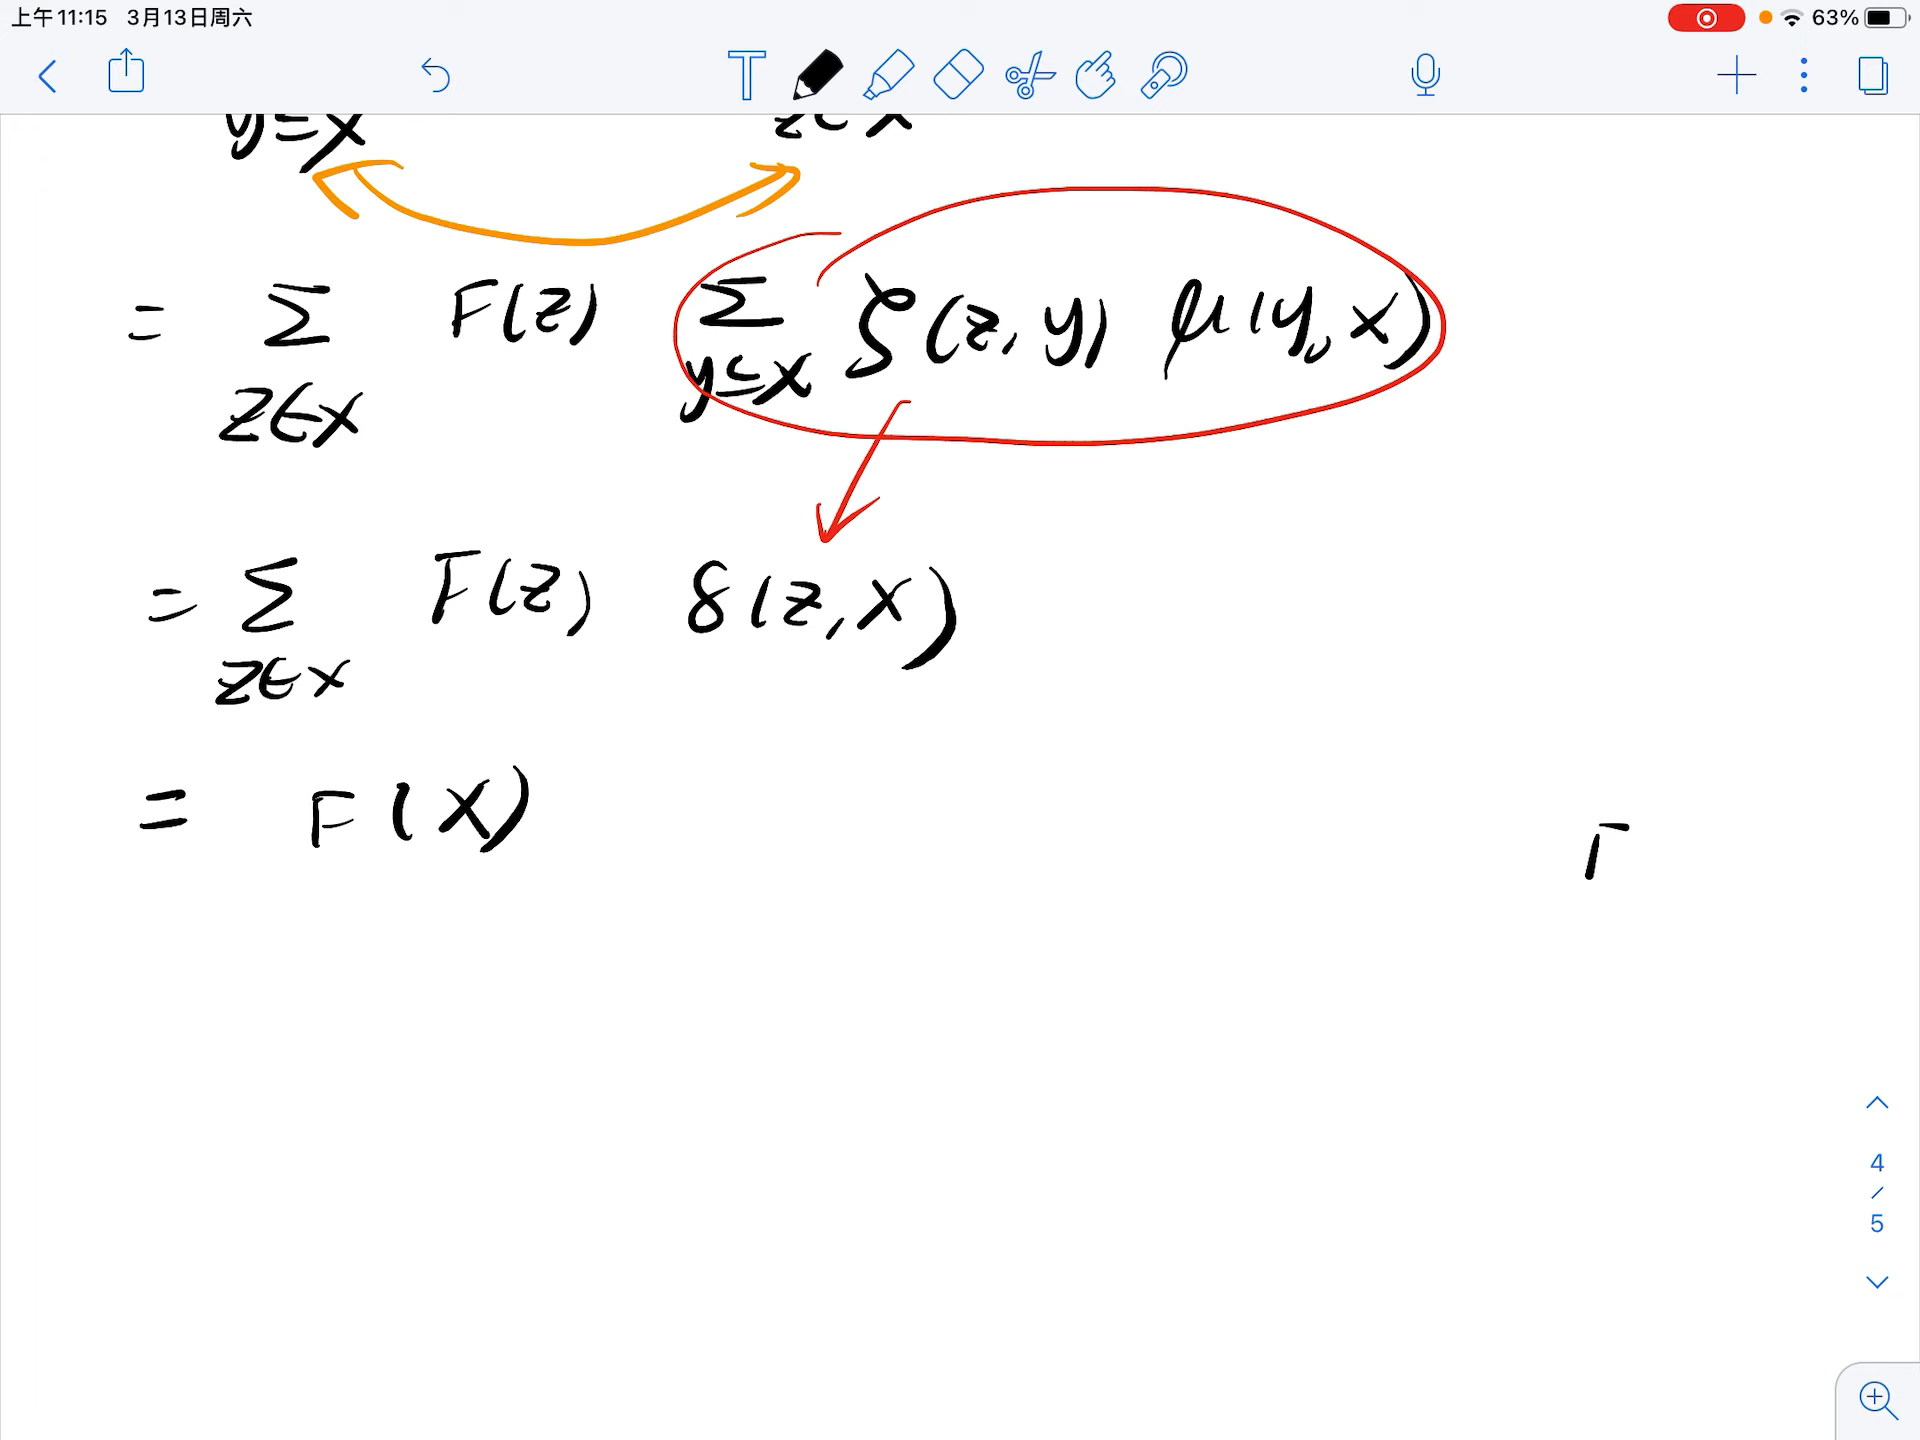 上午11:15 3月13日周六 63%
T
y≤x z∈x
= Σ F(z) Σ ζ(z, y) μ(y, x)
z∈x y≤x
= Σ F(z) δ(z, x)
z∈x
= F(x)
4
/
5